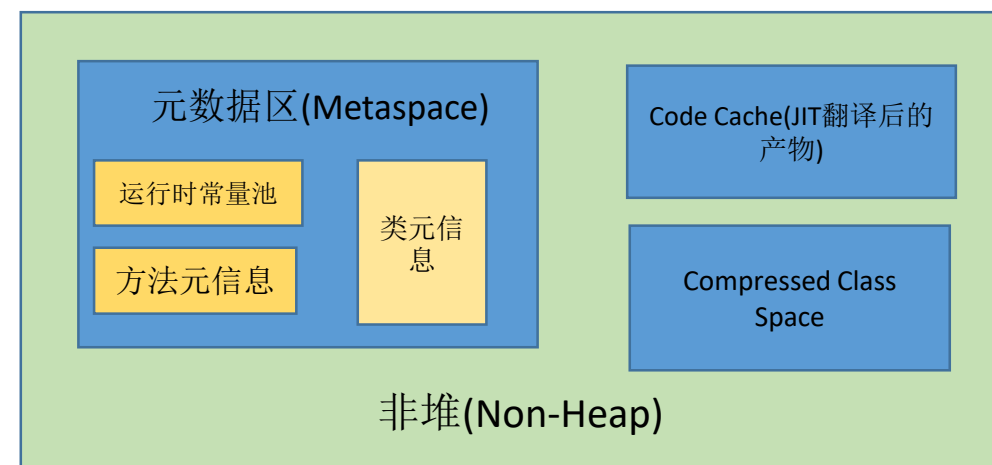 元数据区(Metaspace)
运行时常量池
方法元信息
类元信
息
Code Cache(JIT翻译后的
产物)
Compressed Class
Space
非堆(Non-Heap)